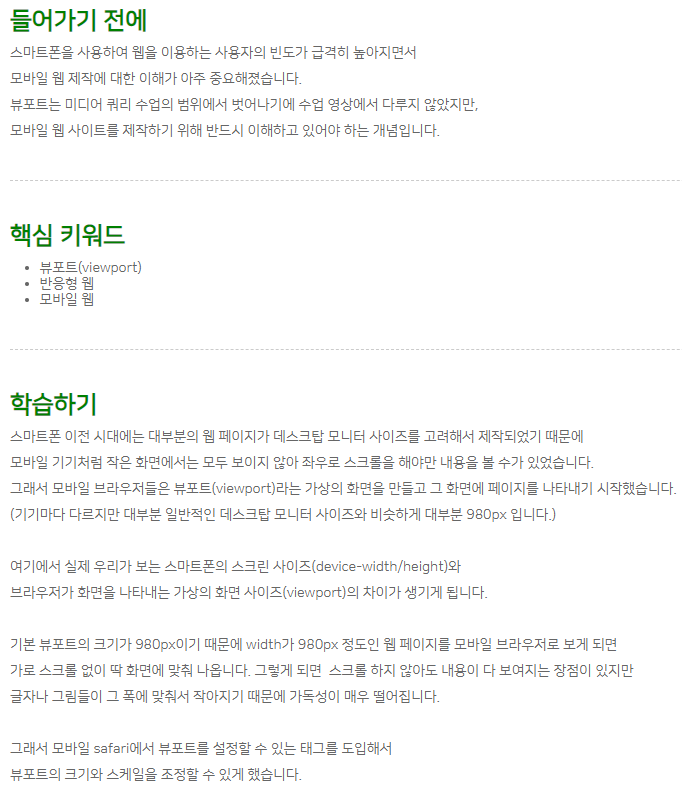 들어가기 전에
스마트폰을 사용하여 웹을 이용하는 사용자의 빈도가 급격히 높아지면서
모바일 웹 제작에 대한 이해가 아주 중요해졌습니다.
뷰포트는 미디어 쿼리 수업의 범위에서 벗어나기에 수업 영상에서 다루지 않았지만,
모바일 웹 사이트를 제작하기 위해 반드시 이해하고 있어야 하는 개념입니다.
핵심 키워드
• 뷰포트(viewport)
• 반응형 웹
• 모바일 웹
학습하기
스마트폰 이전 시대에는 대부분의 웹 페이지가 데스크탑 모니터 사이즈를 고려해서 제작되었기 때문에
모바일 기기처럼 작은 화면에서는 모두 보이지 않아 좌우로 스크롤을 해야만 내용을 볼 수가 있었습니다.
그래서 모바일 브라우저들은 뷰포트(viewport)라는 가상의 화면을 만들고 그 화면에 페이지를 나타내기 시작했습니다.
(기기마다 다르지만 대부분 일반적인 데스크탑 모니터 사이즈와 비슷하게 대부분 980px 입니다.)
여기에서 실제 우리가 보는 스마트폰의 스크린 사이즈(device-width/height)와
브라우저가 화면을 나타내는 가상의 화면 사이즈(viewport)의 차이가 생기게 됩니다.
기본 뷰포트의 크기가 980px이기 때문에 width가 980px 정도인 웹 페이지를 모바일 브라우저로 보게 되면
가로 스크롤 없이 딱 화면에 맞춰 나옵니다. 그렇게 되면 스크롤 하지 않아도 내용이 다 보여지는 장점이 있지만
글자나 그림들이 그 폭에 맞춰서 작아지기 때문에 가독성이 매우 떨어집니다.
그래서 모바일 safari에서 뷰포트를 설정할 수 있는 태그를 도입해서
뷰포트의 크기와 스케일을 조정할 수 있게 했습니다.